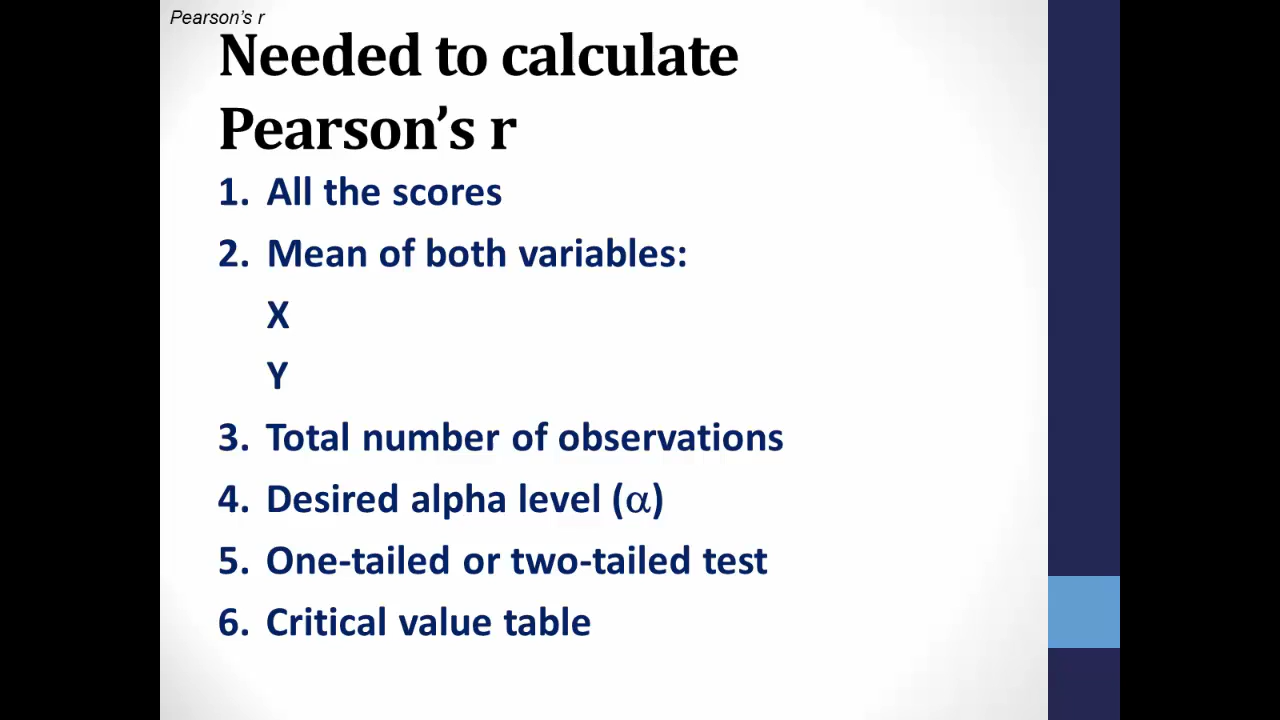 Pearson's r
Needed to calculate
Pearson’s r
1. All the scores
2. Mean of both variables:
X
Y
3. Total number of observations
4. Desired alpha level (α)
5. One-tailed or two-tailed test
6. Critical value table